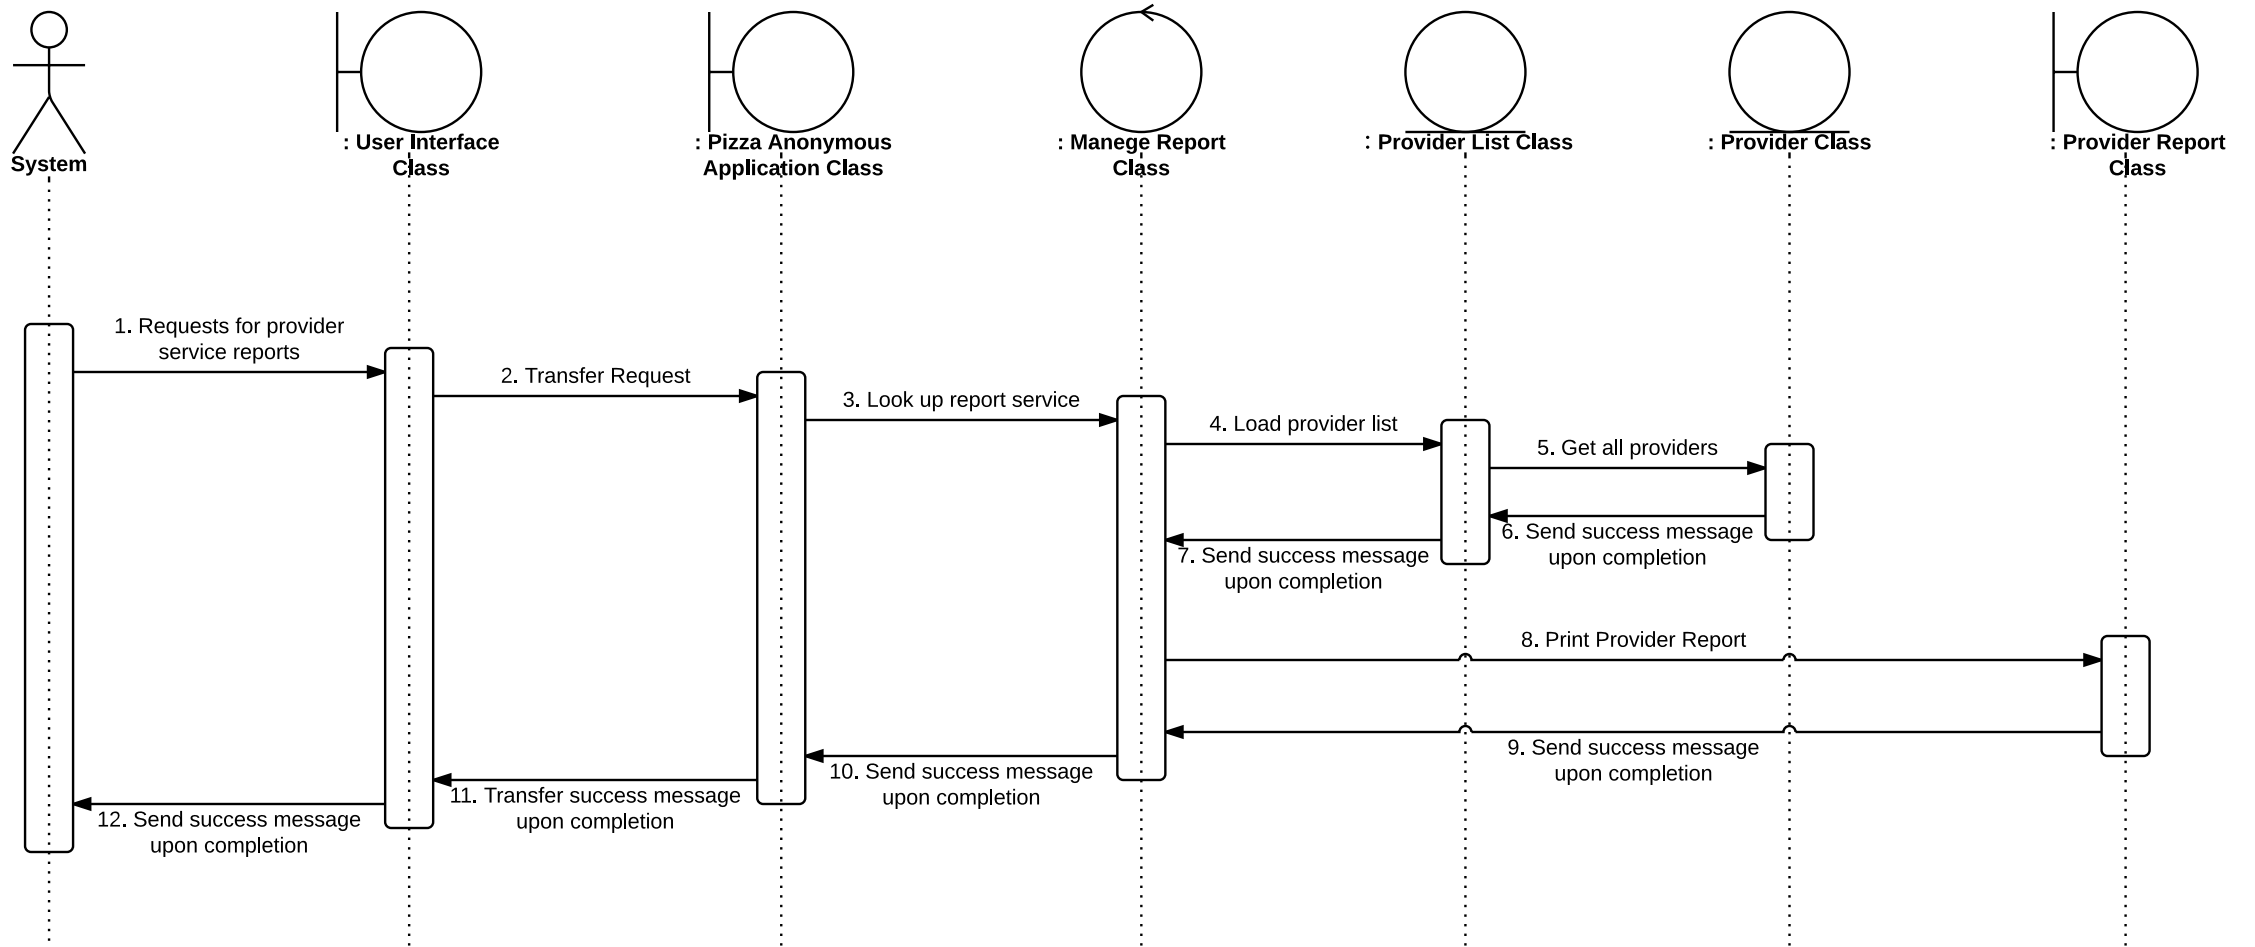 System
: User Interface
Class
: Pizza Anonymous
Application Class
: Manege Report
Class
: Provider List Class
: Provider Class
: Provider Report
Class
1. Requests for provider
service reports
2. Transfer Request
3. Look up report service
4. Load provider list
5. Get all providers
6. Send success message
upon completion
7. Send success message
upon completion
8. Print Provider Report
9. Send success message
upon completion
10. Send success message
upon completion
11. Transfer success message
upon completion
12. Send success message
upon completion